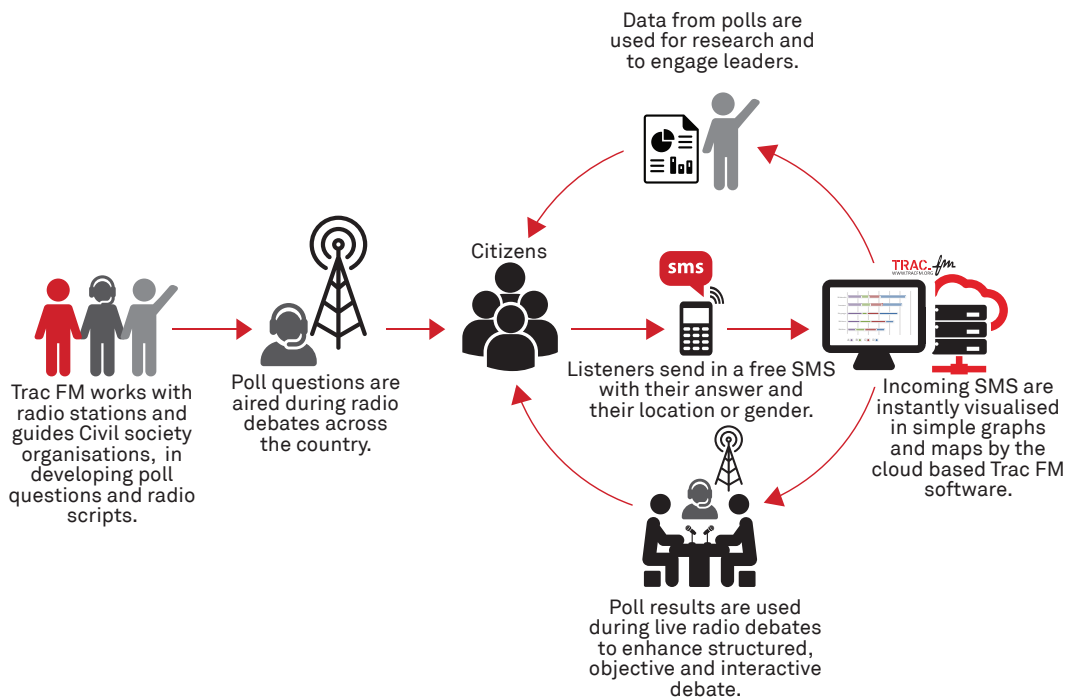 Data from polls are
used for research and
to engage leaders.
Citizens
sms
TRAC.fm
WWW.TRACFM.ORG
Trac FM works with
radio stations and
guides Civil society
organisations, in
developing poll
questions and radio
scripts.
Poll questions are
aired during radio
debates across
the country.
Listeners send in a free SMS
with their answer and
their location or gender.
Incoming SMS are
instantly visualised
in simple graphs
and maps by the
cloud based Trac FM
software.
Poll results are used
during live radio debates
to enhance structured,
objective and interactive
debate.